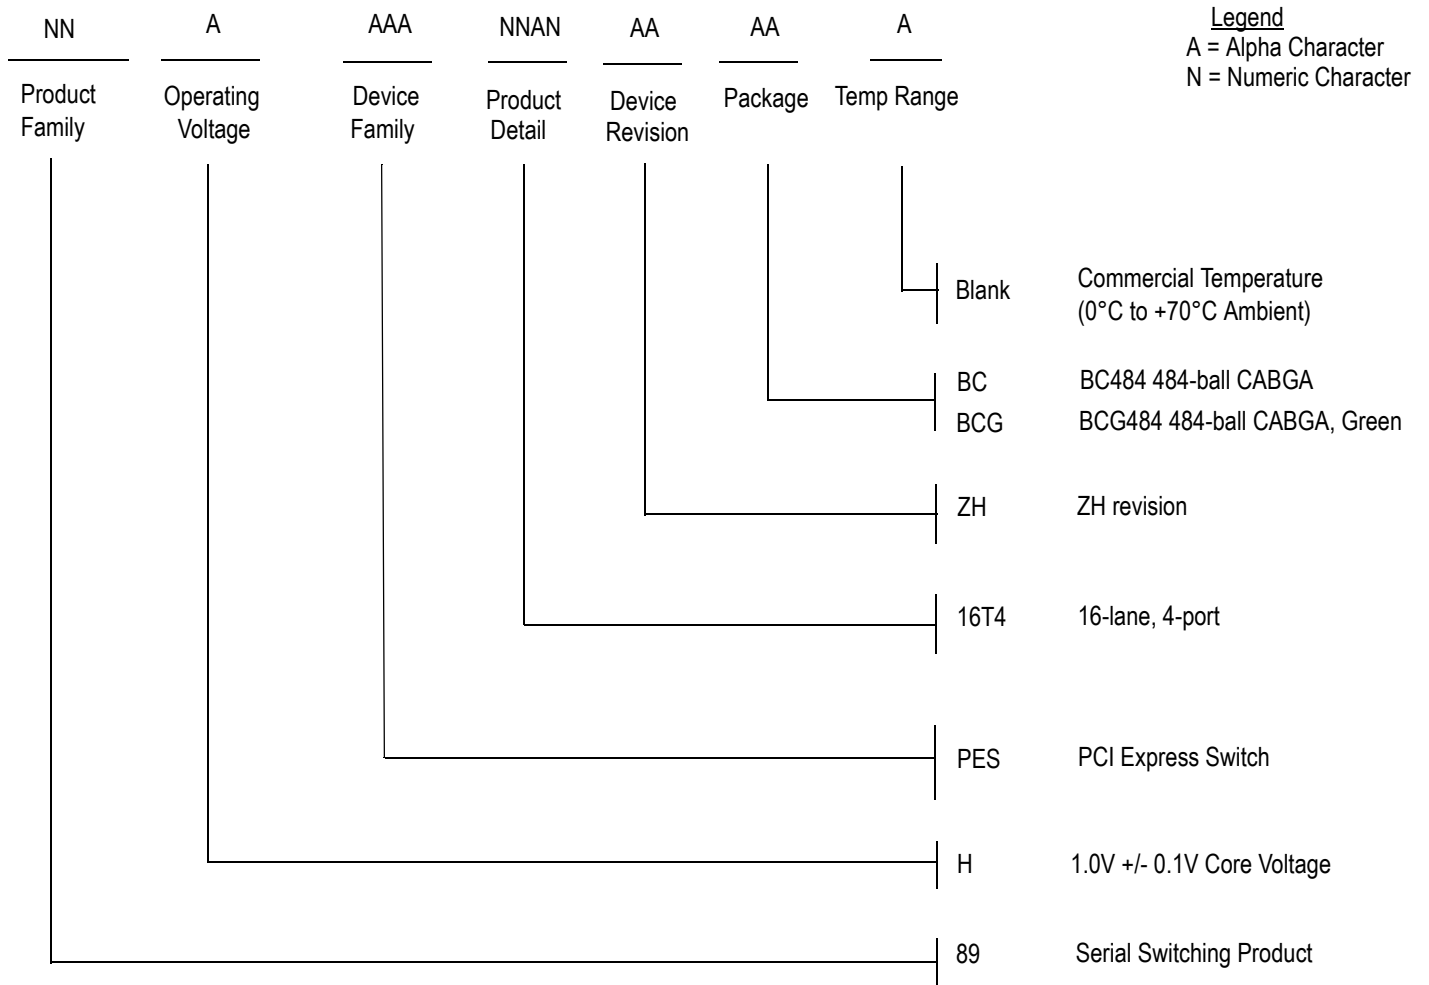 NN A AAA NNAN AA AA A
Legend
A = Alpha Character
N = Numeric Character
Product
Family
Operating
Voltage
Device
Family
Product
Detail
Device
Revision
Package
Temp Range
Blank Commercial Temperature
(0°C to +70°C Ambient)
BC BC484 484-ball CABGA
BCG BCG484 484-ball CABGA, Green
ZH ZH revision
16T4 16-lane, 4-port
PES PCI Express Switch
H 1.0V +/- 0.1V Core Voltage
89 Serial Switching Product